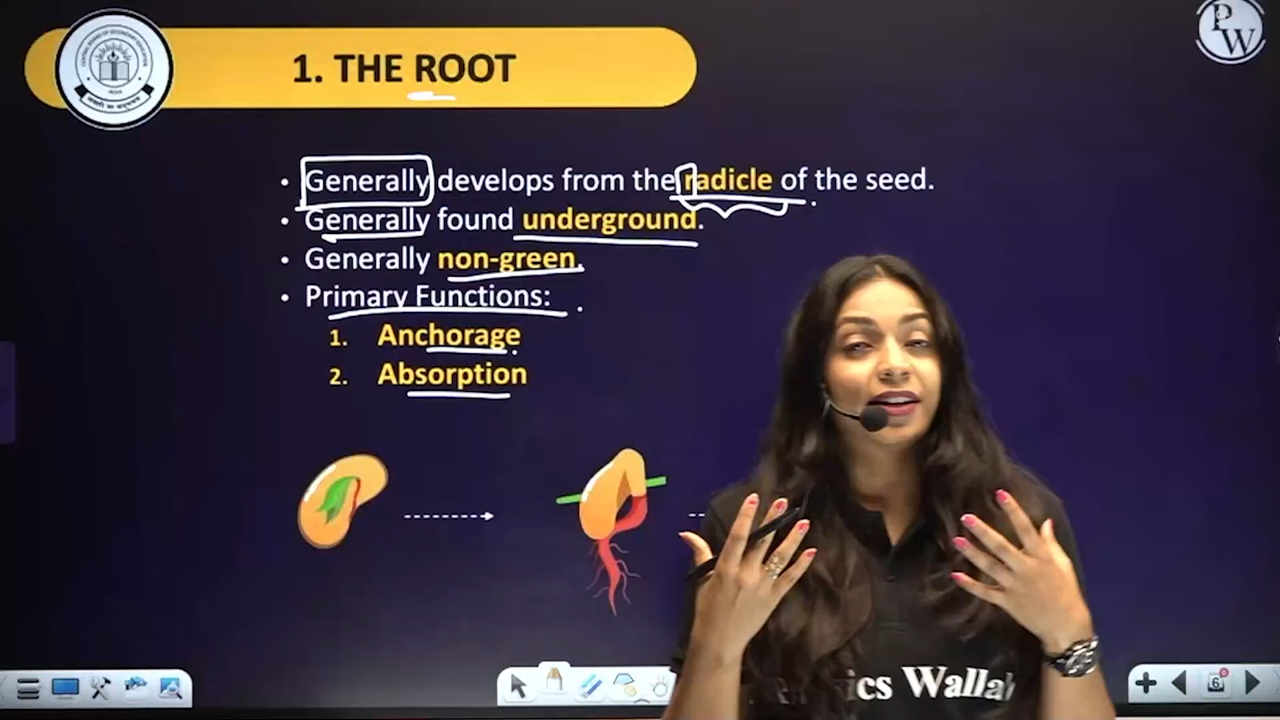 1. THE ROOT
P
W
• Generally develops from the radicle of the seed.
• Generally found underground.
• Generally non-green.
• Primary Functions:
1. Anchorage
2. Absorption
ics Wallah
6